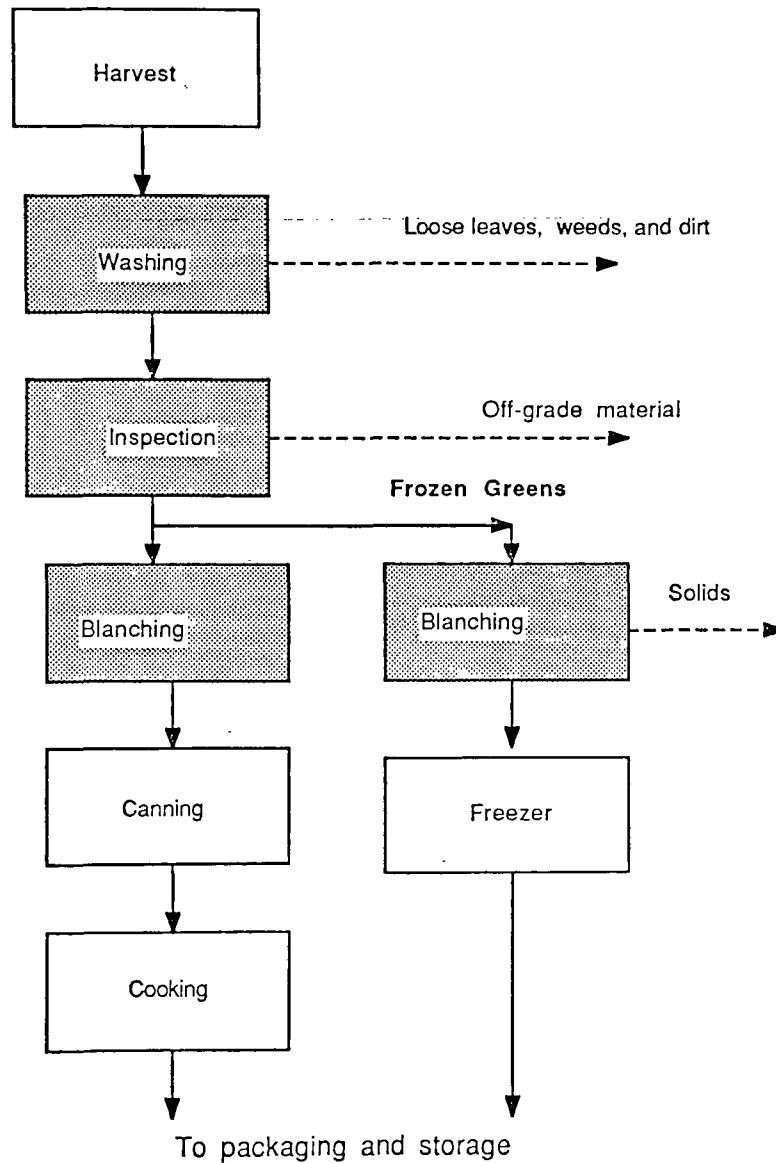 Harvest
Loose leaves, weeds, and dirt
Washing
Off-grade material
Inspection
Frozen Greens
Solids
Blanching
Blanching
Canning
Freezer
Cooking
To packaging and storage